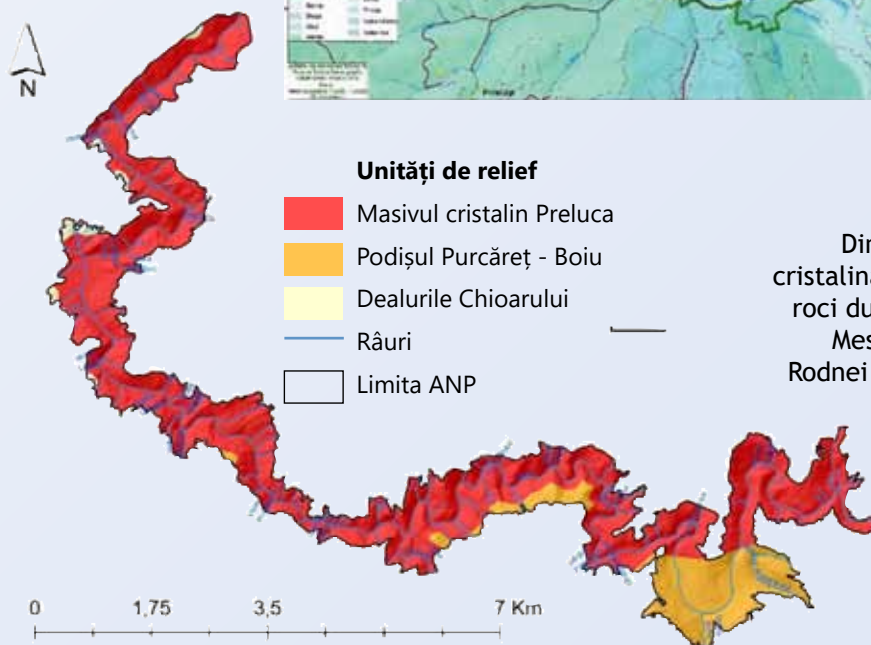 N
Unități de relief
Masivul cristalin Preluca
Podișul Purcăreț - Boiu
Dealurile Chioarului
Râuri
Limita ANP
Din
cristalin
roci du
Mes
Rodnei
0 1,75 3,5 7 Km